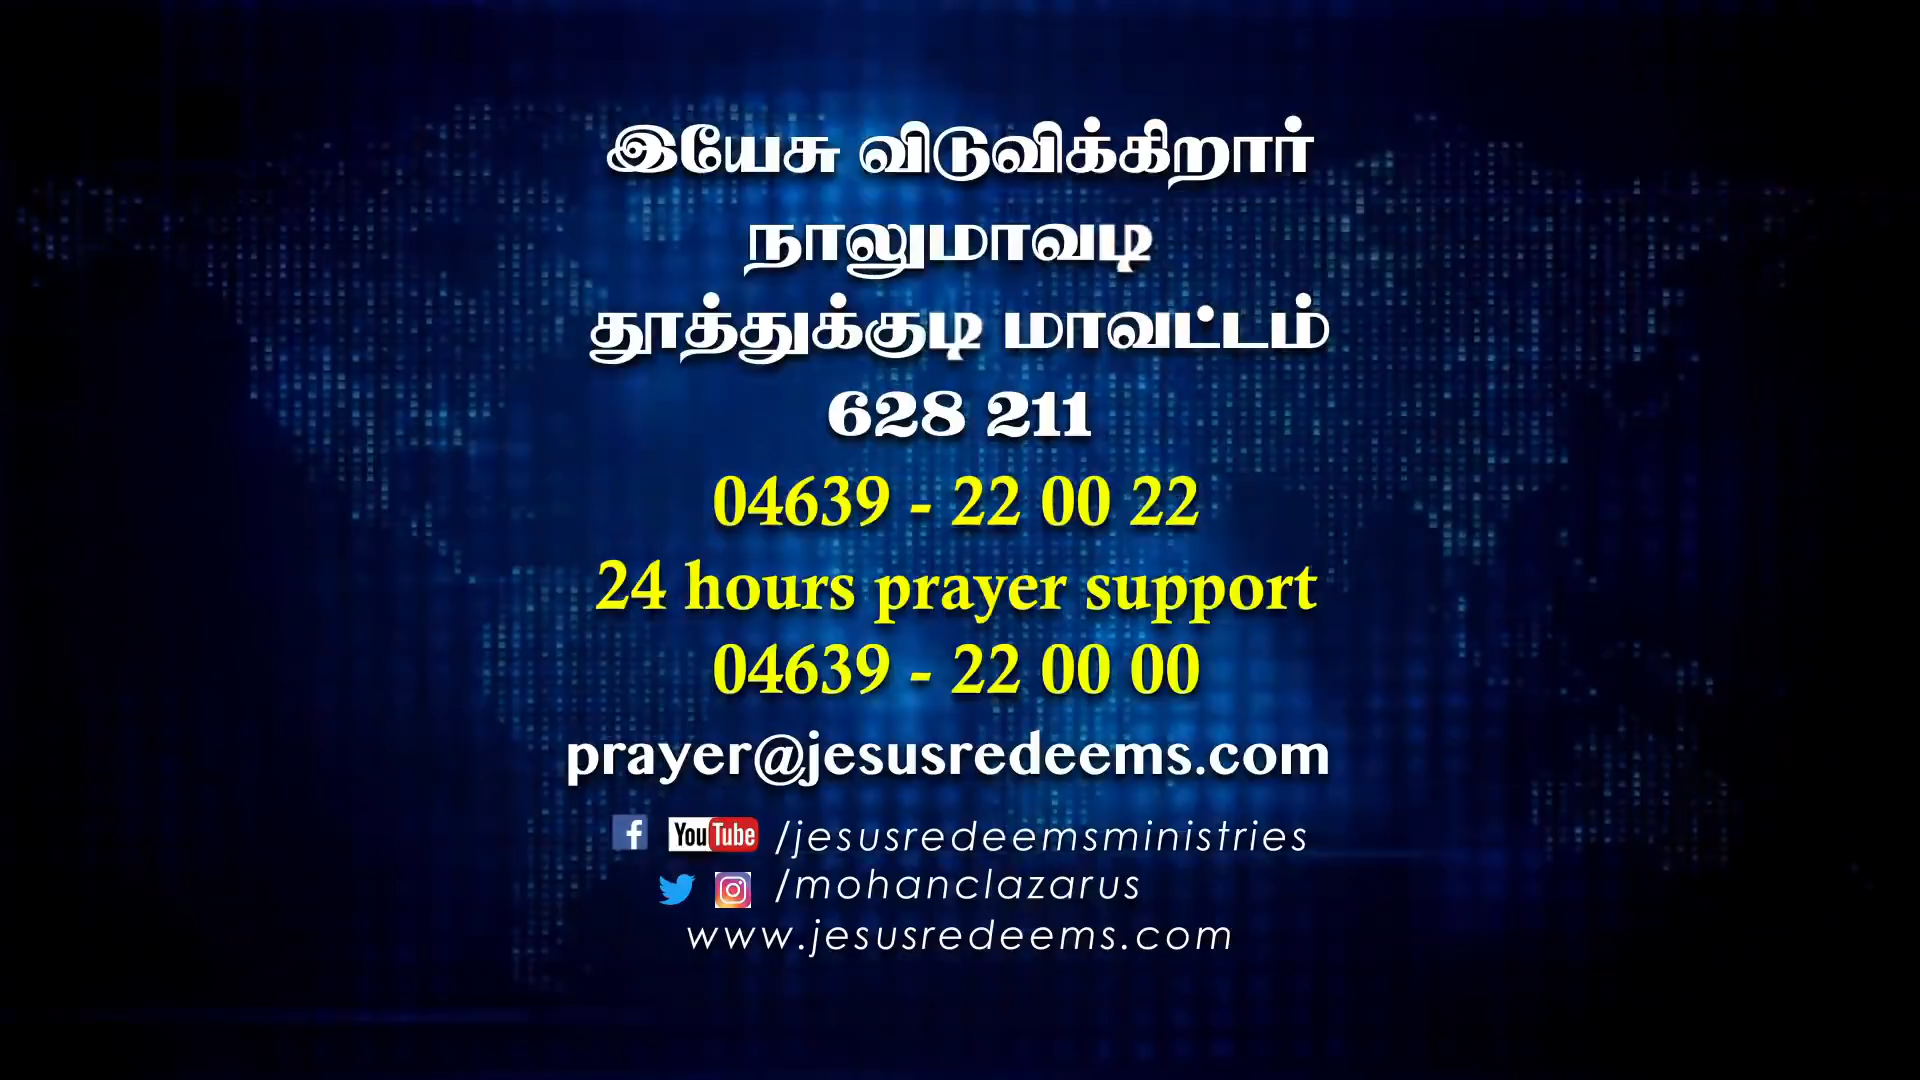 இயேசு விடுவிக்கிறார்
நாலுமாவடி
தூத்துக்குடி மாவட்டம்
628 211
04639 - 22 00 22
24 hours prayer support
04639 - 22 00 00
prayer@jesusredeems.com
f YouTube /jesusredeemsministries
/mohanclazarus
www.jesusredeems.com